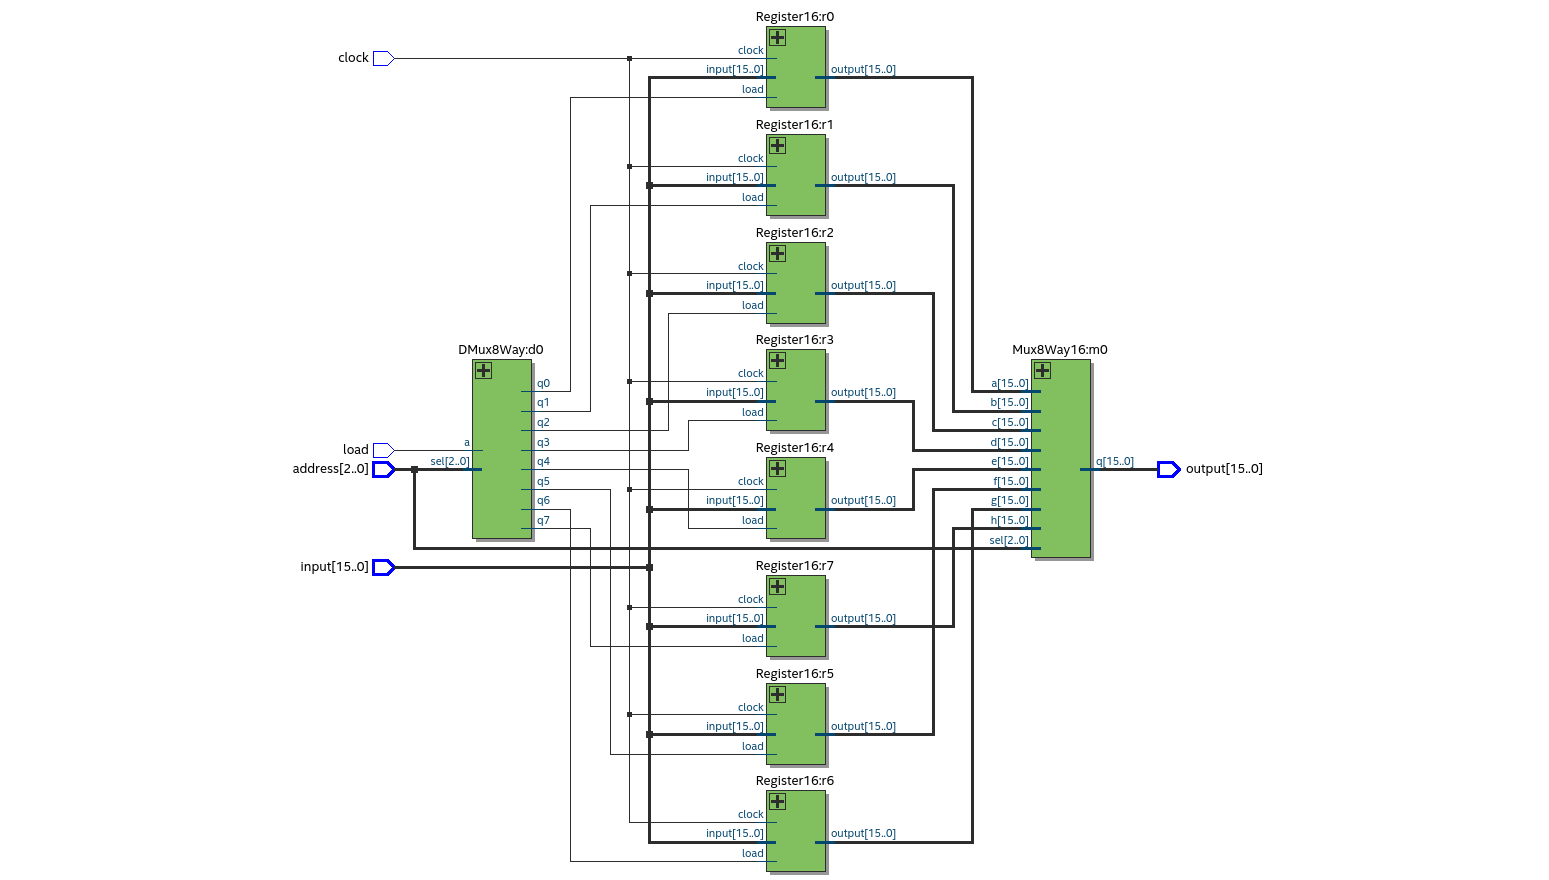 Register16:r0
clock
clock
input[15..0]
output[15..0]
load
Register16:r1
clock
input[15..0]
output[15..0]
load
Register16:r2
clock
input[15..0]
output[15..0]
load
Register16:r3
clock
input[15..0]
output[15..0]
load
Register16:r4
clock
input[15..0]
output[15..0]
load
DMux8Way:d0
q0
q1
q2
q3
q4
q5
q6
q7
load
a
address[2..0]
sel[2..0]
input[15..0]
Mux8Way16:m0
a[15..0]
b[15..0]
c[15..0]
d[15..0]
e[15..0]
f[15..0]
g[15..0]
h[15..0]
sel[2..0]
q[15..0]
output[15..0]
Register16:r7
clock
input[15..0]
output[15..0]
load
Register16:r5
clock
input[15..0]
output[15..0]
load
Register16:r6
clock
input[15..0]
output[15..0]
load